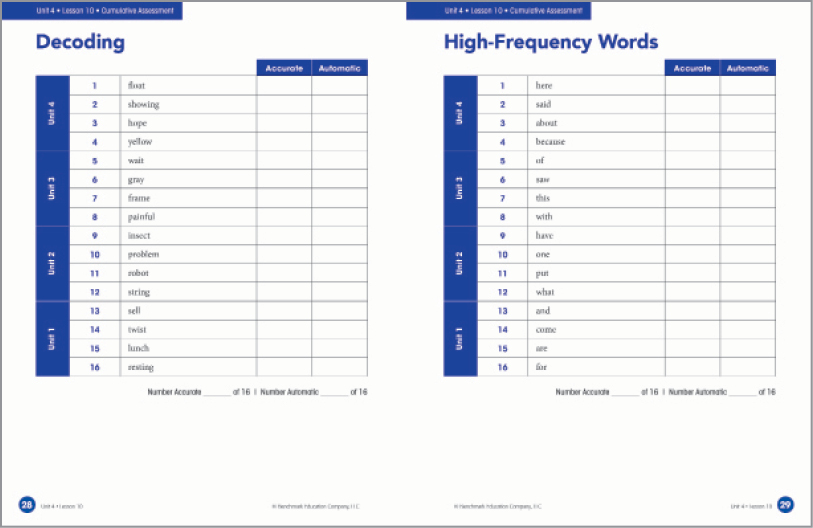 Unit 4 • Lesson 10 • Cumulative Assessment
Decoding
Accurate Automatic
Unit 4
1 float
2 showing
3 hope
4 yellow
Unit 3
5 wait
6 gray
7 frame
8 painful
Unit 2
9 insect
10 problem
11 robot
12 string
Unit 1
13 sell
14 twist
15 lunch
16 resting
Number Accurate ______ of 16 | Number Automatic ______ of 16
28 Unit 4 • Lesson 10
© Benchmark Education Company, LLC
Unit 4 • Lesson 10 • Cumulative Assessment
High-Frequency Words
Accurate Automatic
Unit 4
1 here
2 said
3 about
4 because
Unit 3
5 of
6 saw
7 this
8 with
Unit 2
9 have
10 one
11 put
12 what
Unit 1
13 and
14 come
15 are
16 for
Number Accurate ______ of 16 | Number Automatic ______ of 16
© Benchmark Education Company, LLC
Unit 4 • Lesson 10 29